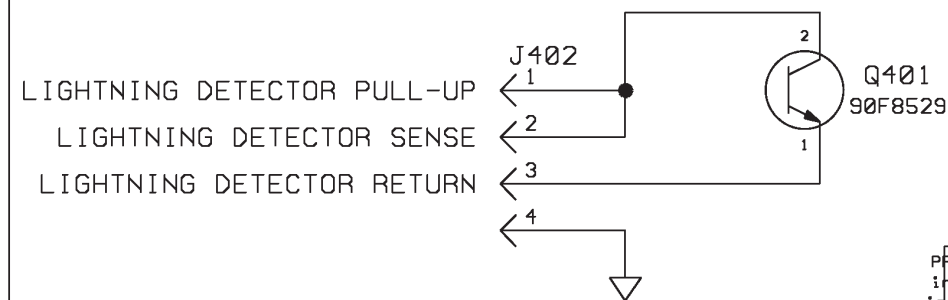 2
J402
LIGHTNING DETECTOR PULL-UP 1
Q401
90F8529
LIGHTNING DETECTOR SENSE 2
1
LIGHTNING DETECTOR RETURN 3
4